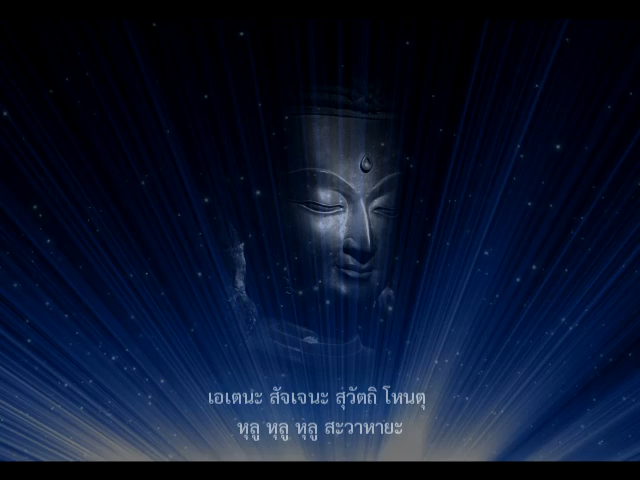 เอเตนะ สัจเจนะ สุวัตถิ โหนตุ
หุลู หุลู หุลู สะวาหายะ